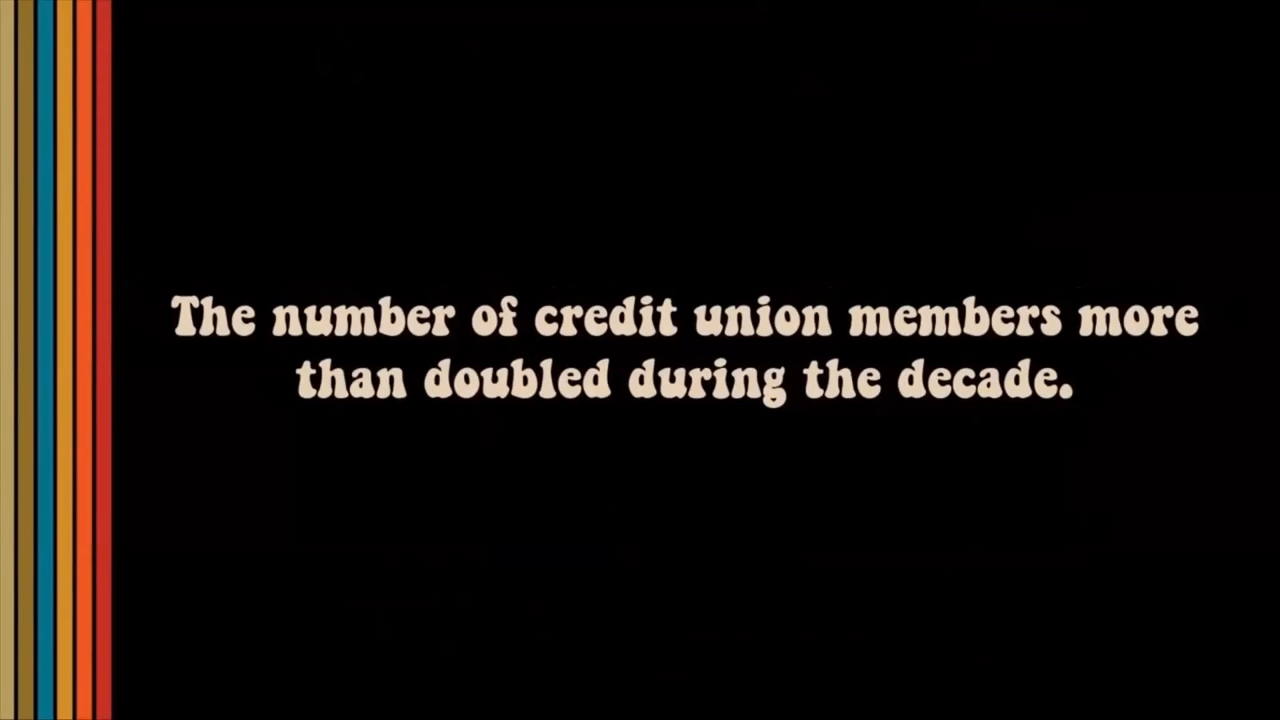 The number of credit union members more
than doubled during the decade.